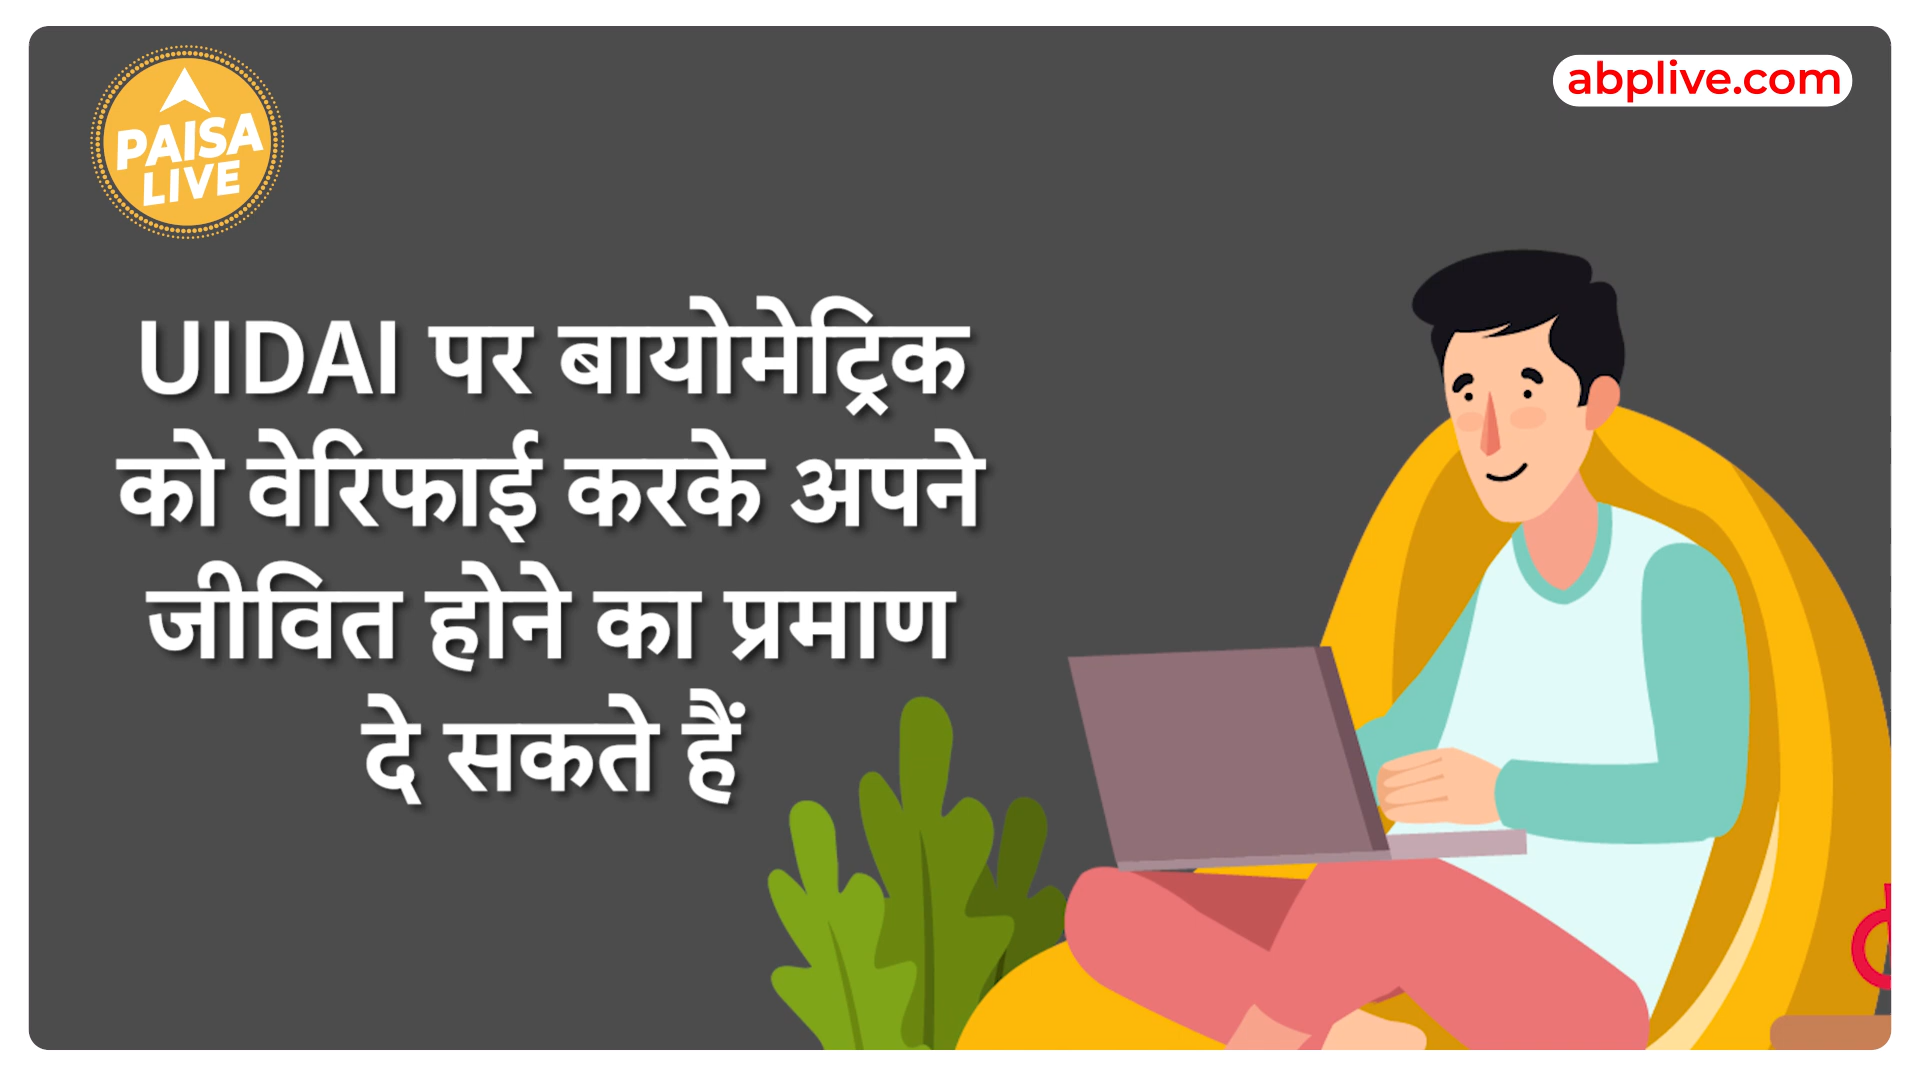 PAISA
LIVE
abplive.com
UIDAI पर बायोमेट्रिक
को वेरिफाई करके अपने
जीवित होने का प्रमाण
दे सकते हैं